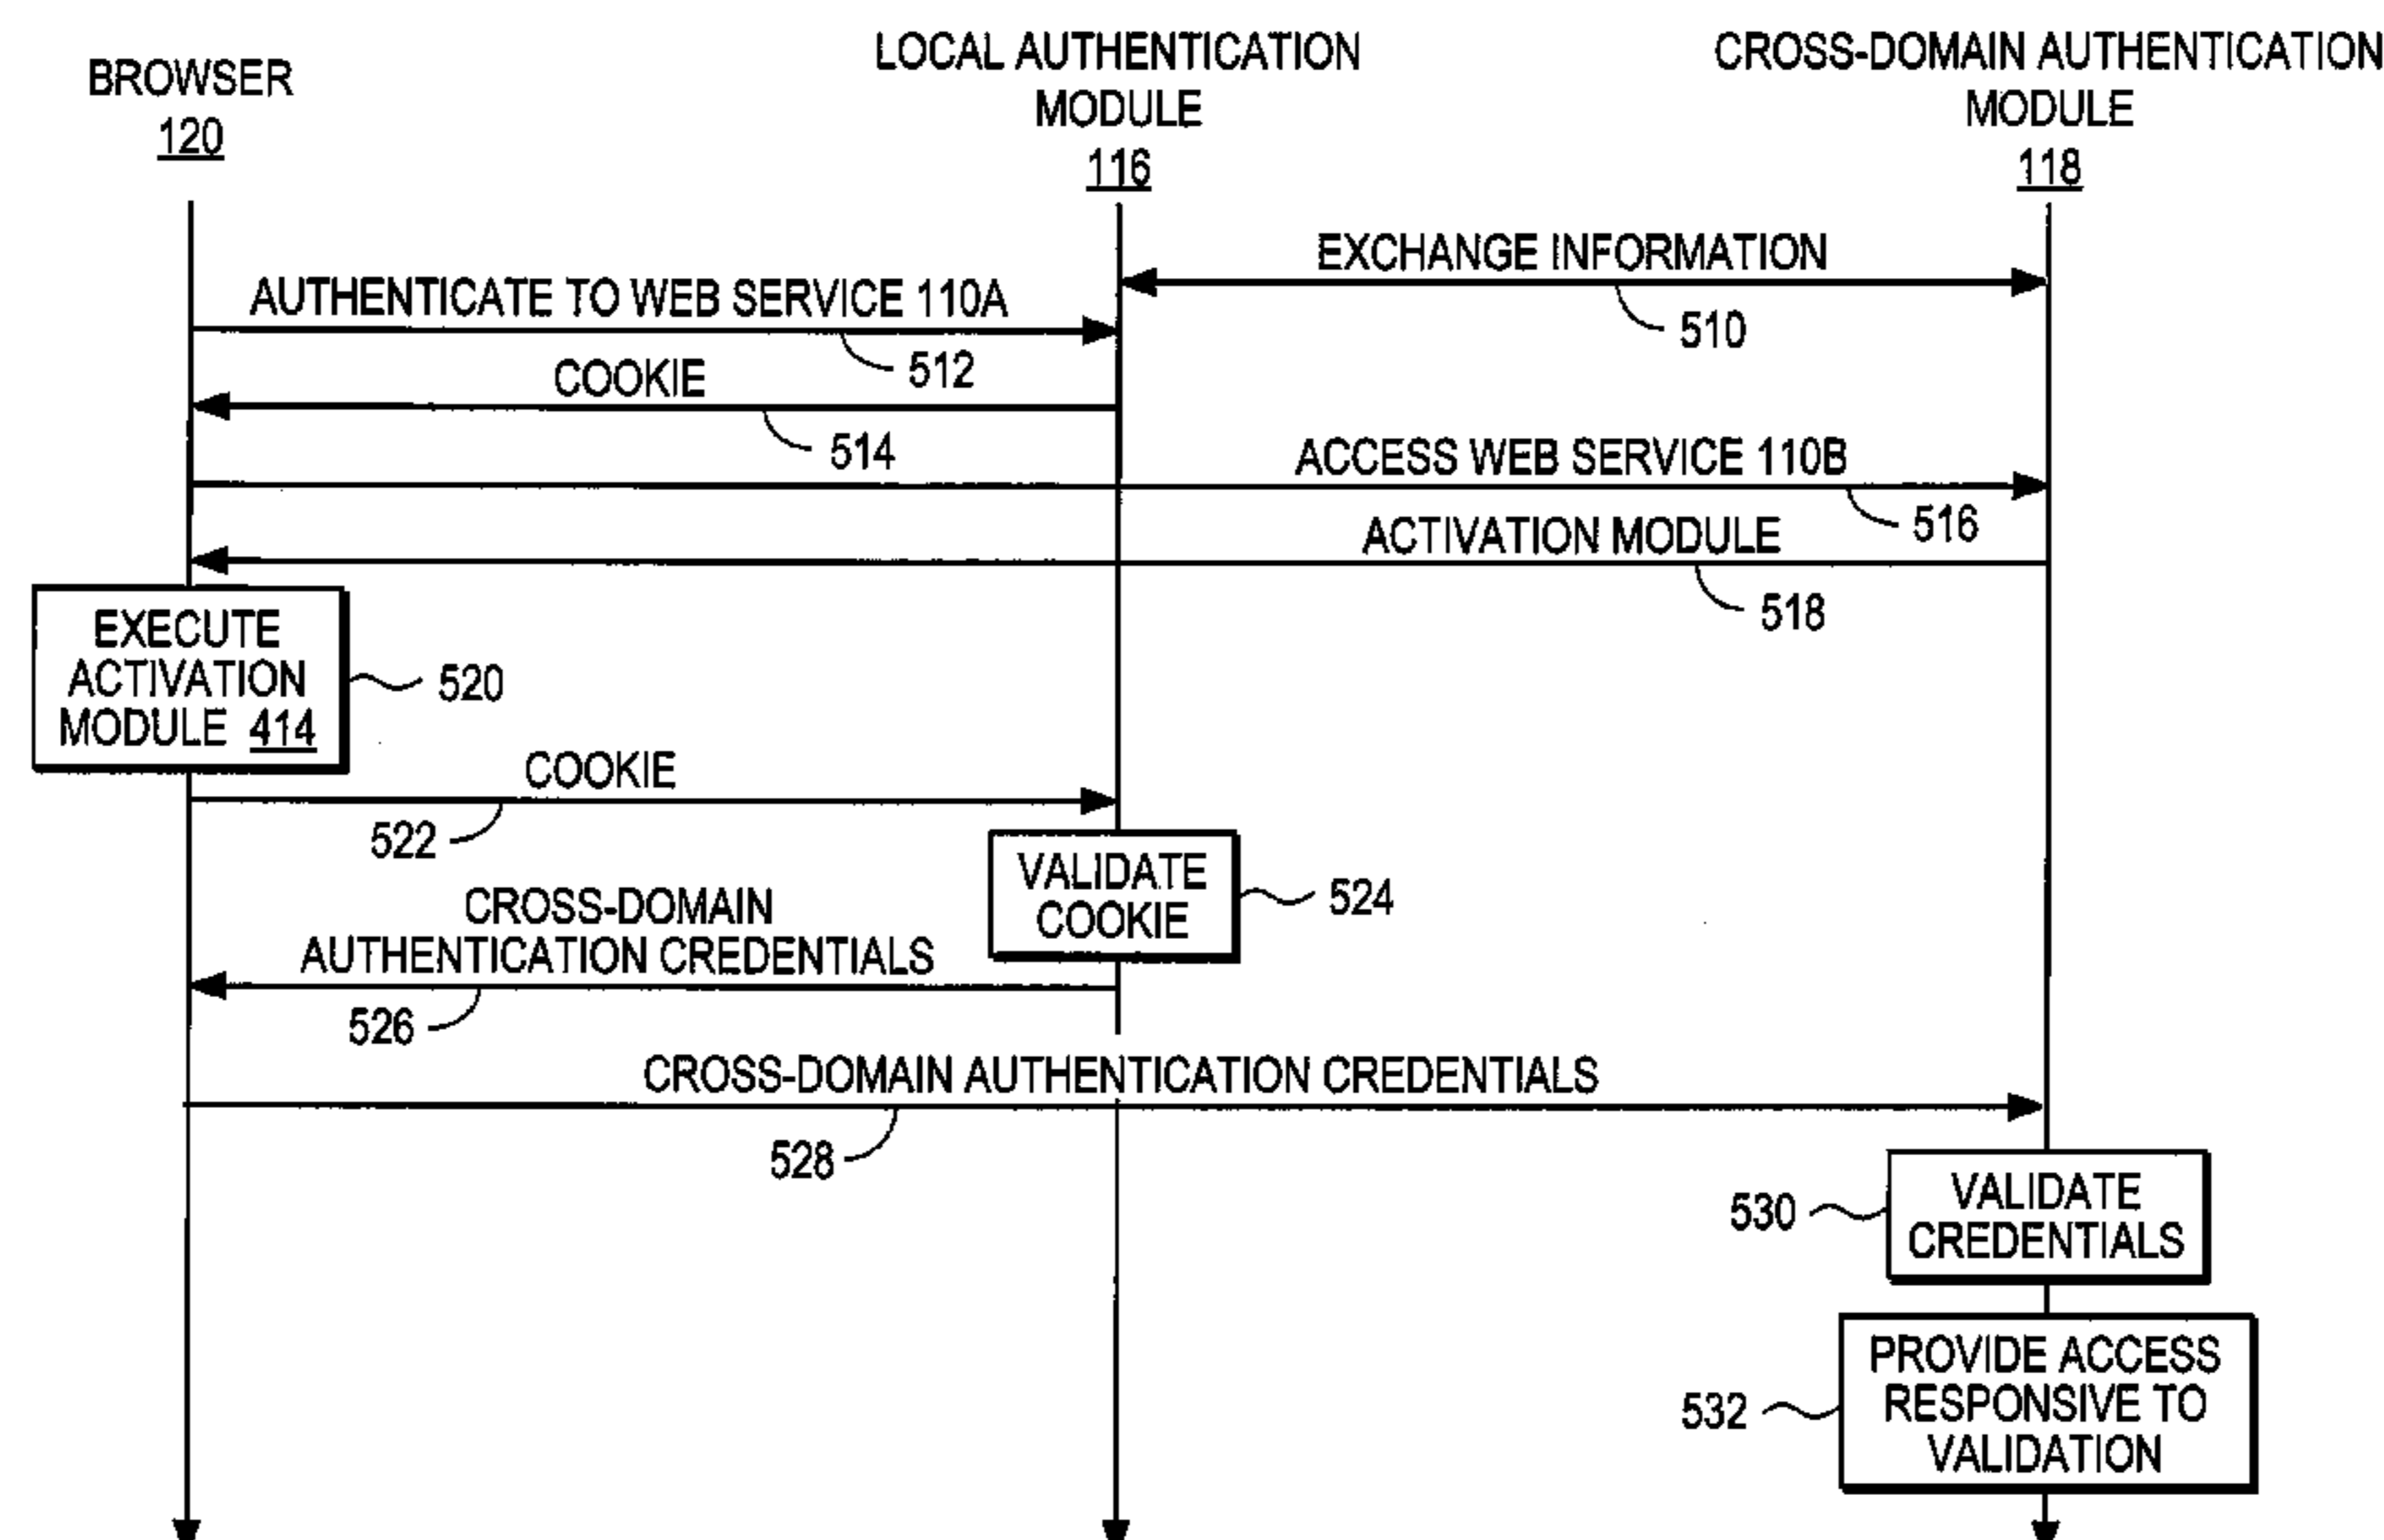 BROWSER
120
LOCAL AUTHENTICATION
MODULE
116
CROSS-DOMAIN AUTHENTICATION
MODULE
118
EXCHANGE INFORMATION
510
AUTHENTICATE TO WEB SERVICE 110A
512
COOKIE
514
ACCESS WEB SERVICE 110B
516
ACTIVATION MODULE
518
EXECUTE
ACTIVATION
MODULE 414
520
COOKIE
522
VALIDATE
COOKIE
524
CROSS-DOMAIN
AUTHENTICATION CREDENTIALS
526
CROSS-DOMAIN AUTHENTICATION CREDENTIALS
528
VALIDATE
CREDENTIALS
530
PROVIDE ACCESS
RESPONSIVE TO
VALIDATION
532